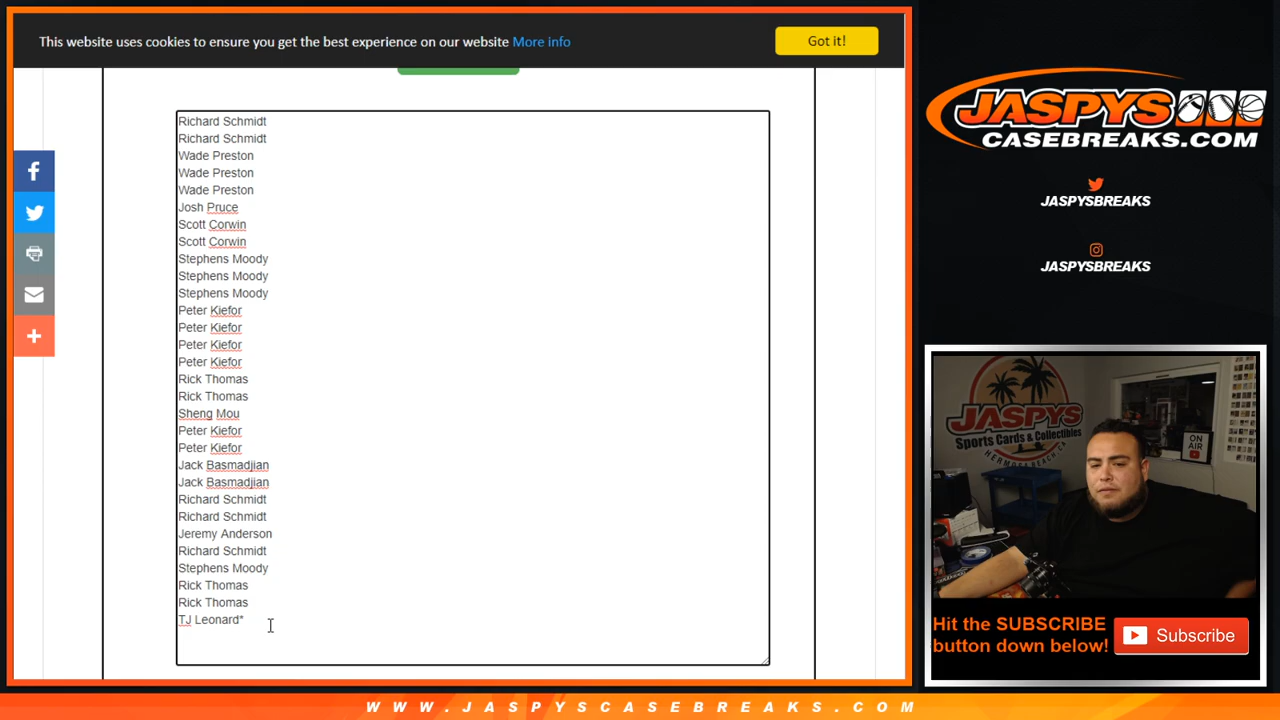 This website uses cookies to ensure you get the best experience on our website More info
Got it!
Richard Schmidt
Richard Schmidt
Wade Preston
Wade Preston
Wade Preston
Josh Pruce
Scott Corwin
Scott Corwin
Stephens Moody
Stephens Moody
Stephens Moody
Peter Kiefor
Peter Kiefor
Peter Kiefor
Peter Kiefor
Rick Thomas
Rick Thomas
Sheng Mou
Peter Kiefor
Peter Kiefor
Jack Basmadjian
Jack Basmadjian
Richard Schmidt
Richard Schmidt
Jeremy Anderson
Richard Schmidt
Stephens Moody
Rick Thomas
Rick Thomas
TJ Leonard*
JASPYS
CASEBREAKS.COM
JASPYSBREAKS
JASPYSBREAKS
JASPYS
Sports Cards & Collectibles
HERMOSA BEACH, CA
ON AIR
Hit the SUBSCRIBE
button down below!
Subscribe
WWW.JASPYSCASEBREAKS.COM